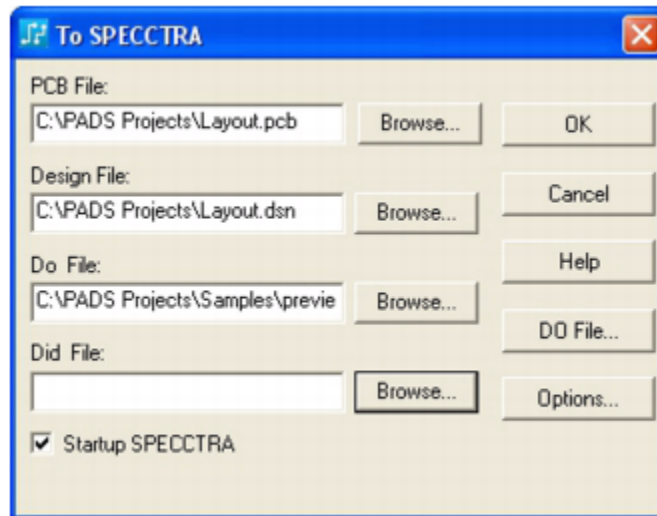 To SPECCTRA
PCB File:
C:\PADS Projects\Layout.pcb
Browse...
OK
Design File:
C:\PADS Projects\Layout.dsn
Browse...
Cancel
Do File:
C:\PADS Projects\Samples\previe
Browse...
Help
DO File...
Did File:
Browse...
Options...
Startup SPECCTRA